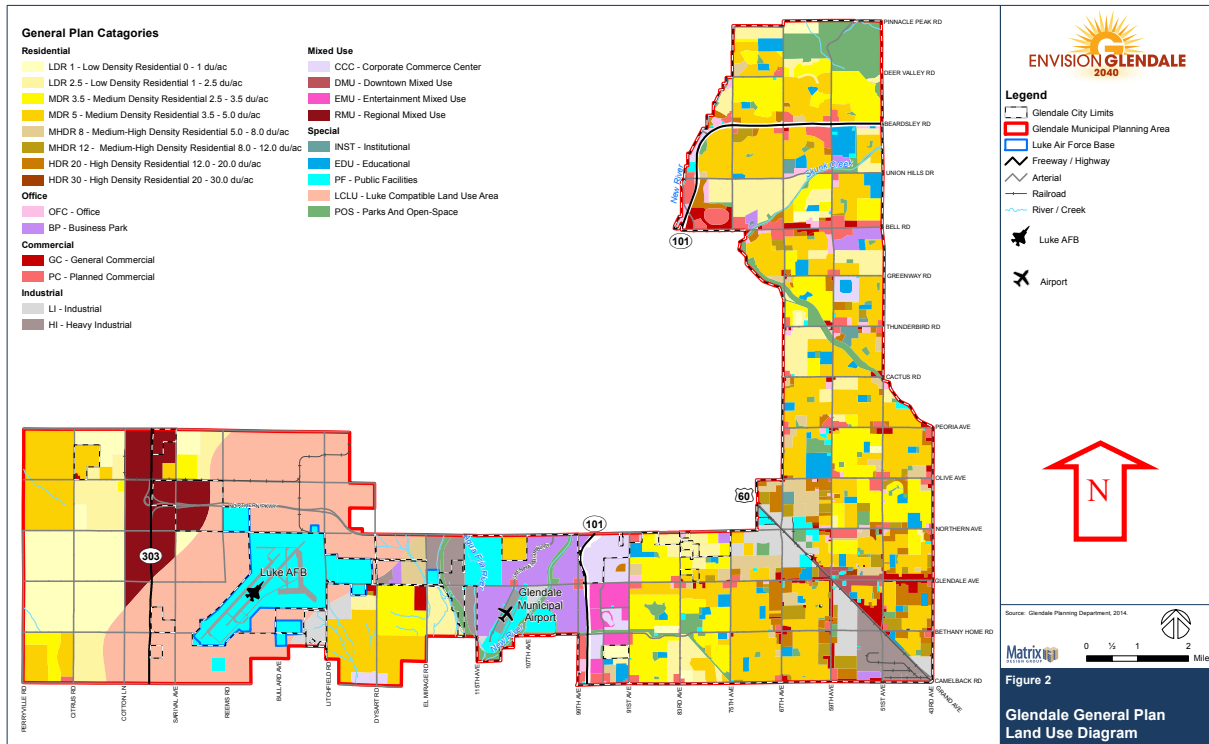 General Plan Catagories
Residential
LDR 1 - Low Density Residential 0 - 1 du/ac
LDR 2.5 - Low Density Residential 1 - 2.5 du/ac
MDR 3.5 - Medium Density Residential 2.5 - 3.5 du/ac
MDR 5 - Medium Density Residential 3.5 - 5.0 du/ac
MHDR 8 - Medium-High Density Residential 5.0 - 8.0 du/ac
MHDR 12 - Medium-High Density Residential 8.0 - 12.0 du/ac
HDR 20 - High Density Residential 12.0 - 20.0 du/ac
HDR 30 - High Density Residential 20 - 30.0 du/ac
Office
OFC - Office
BP - Business Park
Commercial
GC - General Commercial
PC - Planned Commercial
Industrial
LI - Industrial
HI - Heavy Industrial
Mixed Use
CCC - Corporate Commerce Center
DMU - Downtown Mixed Use
EMU - Entertainment Mixed Use
RMU - Regional Mixed Use
Special
INST - Institutional
EDU - Educational
PF - Public Facilities
LCLU - Luke Compatible Land Use Area
POS - Parks And Open-Space
PINNACLE PEAK RD
DEER VALLEY RD
BEARDSLEY RD
Skunk Creek
UNION HILLS DR
New River
BELL RD
101
GREENWAY RD
THUNDERBIRD RD
CACTUS RD
PEORIA AVE
OLIVE AVE
60
NORTHERN PKWY
NORTHERN AVE
101
303
Luke AFB
GLENDALE AVE
Glendale
Municipal
Airport
BETHANY HOME RD
CAMELBACK RD
PERRYVILLE RD
CITRUS RD
COTTON LN
SARIVAL AVE
REEMS RD
BULLARD AVE
LITCHFIELD RD
DYSART RD
EL MIRAGE RD
115TH AVE
107TH AVE
99TH AVE
91ST AVE
83RD AVE
75TH AVE
67TH AVE
59TH AVE
51ST AVE
43RD AVE
GRAND AVE
ENVISION GLENDALE
2040
Legend
Glendale City Limits
Glendale Municipal Planning Area
Luke Air Force Base
Freeway / Highway
Arterial
Railroad
River / Creek
Luke AFB
Airport
N
Source: Glendale Planning Department, 2014.
Matrix
DESIGN GROUP
0 ½ 1 2
Mile
Figure 2
Glendale General Plan
Land Use Diagram